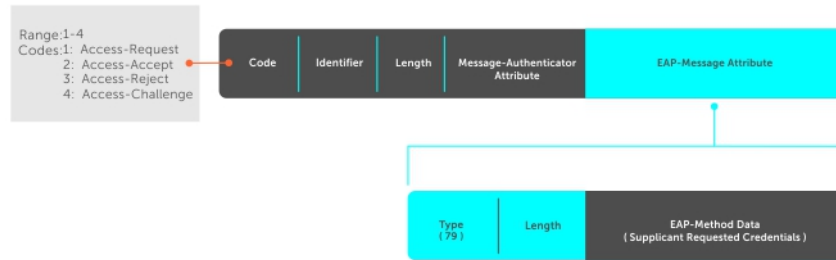 Range:1-4
Codes:1: Access-Request
2: Access-Accept
3: Access-Reject
4: Access-Challenge
Code
Identifier
Length
Message-Authenticator
Attribute
EAP-Message Attribute
Type
( 79 )
Length
EAP-Method Data
( Supplicant Requested Credentials )